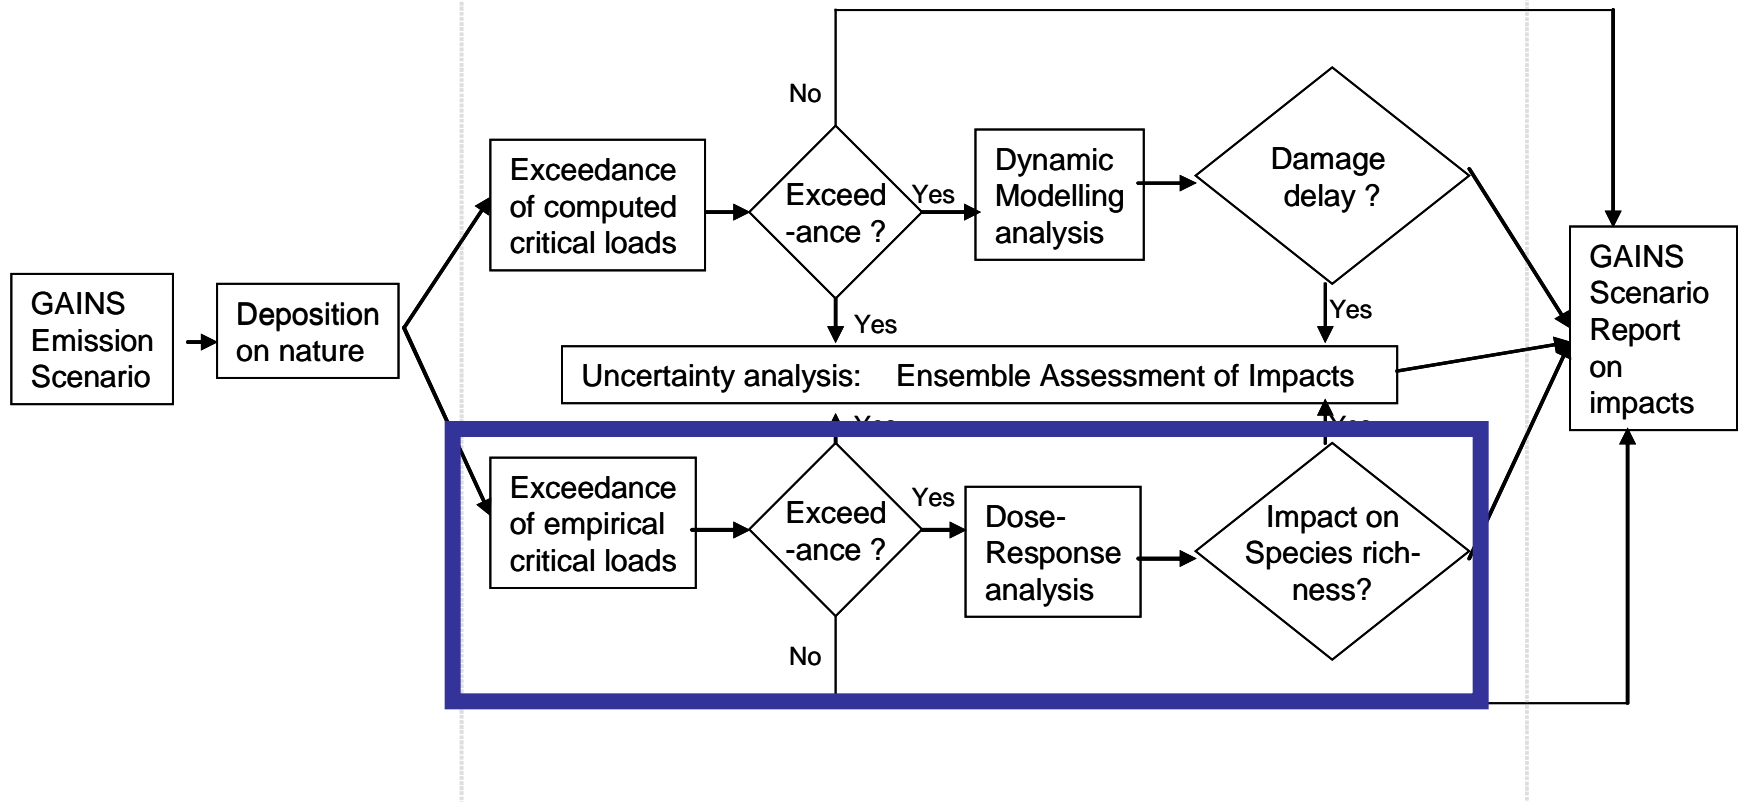 No
Exceedance
of computed
critical loads
Exceed
-ance ?
Yes
Dynamic
Modelling
analysis
Damage
delay ?
GAINS
Emission
Scenario
Deposition
on nature
Yes
Yes
GAINS
Scenario
Report
on
impacts
Uncertainty analysis: Ensemble Assessment of Impacts
Yes
Yes
Exceedance
of empirical
critical loads
Exceed
-ance ?
Yes
Dose-
Response
analysis
Impact on
Species rich-
ness?
No